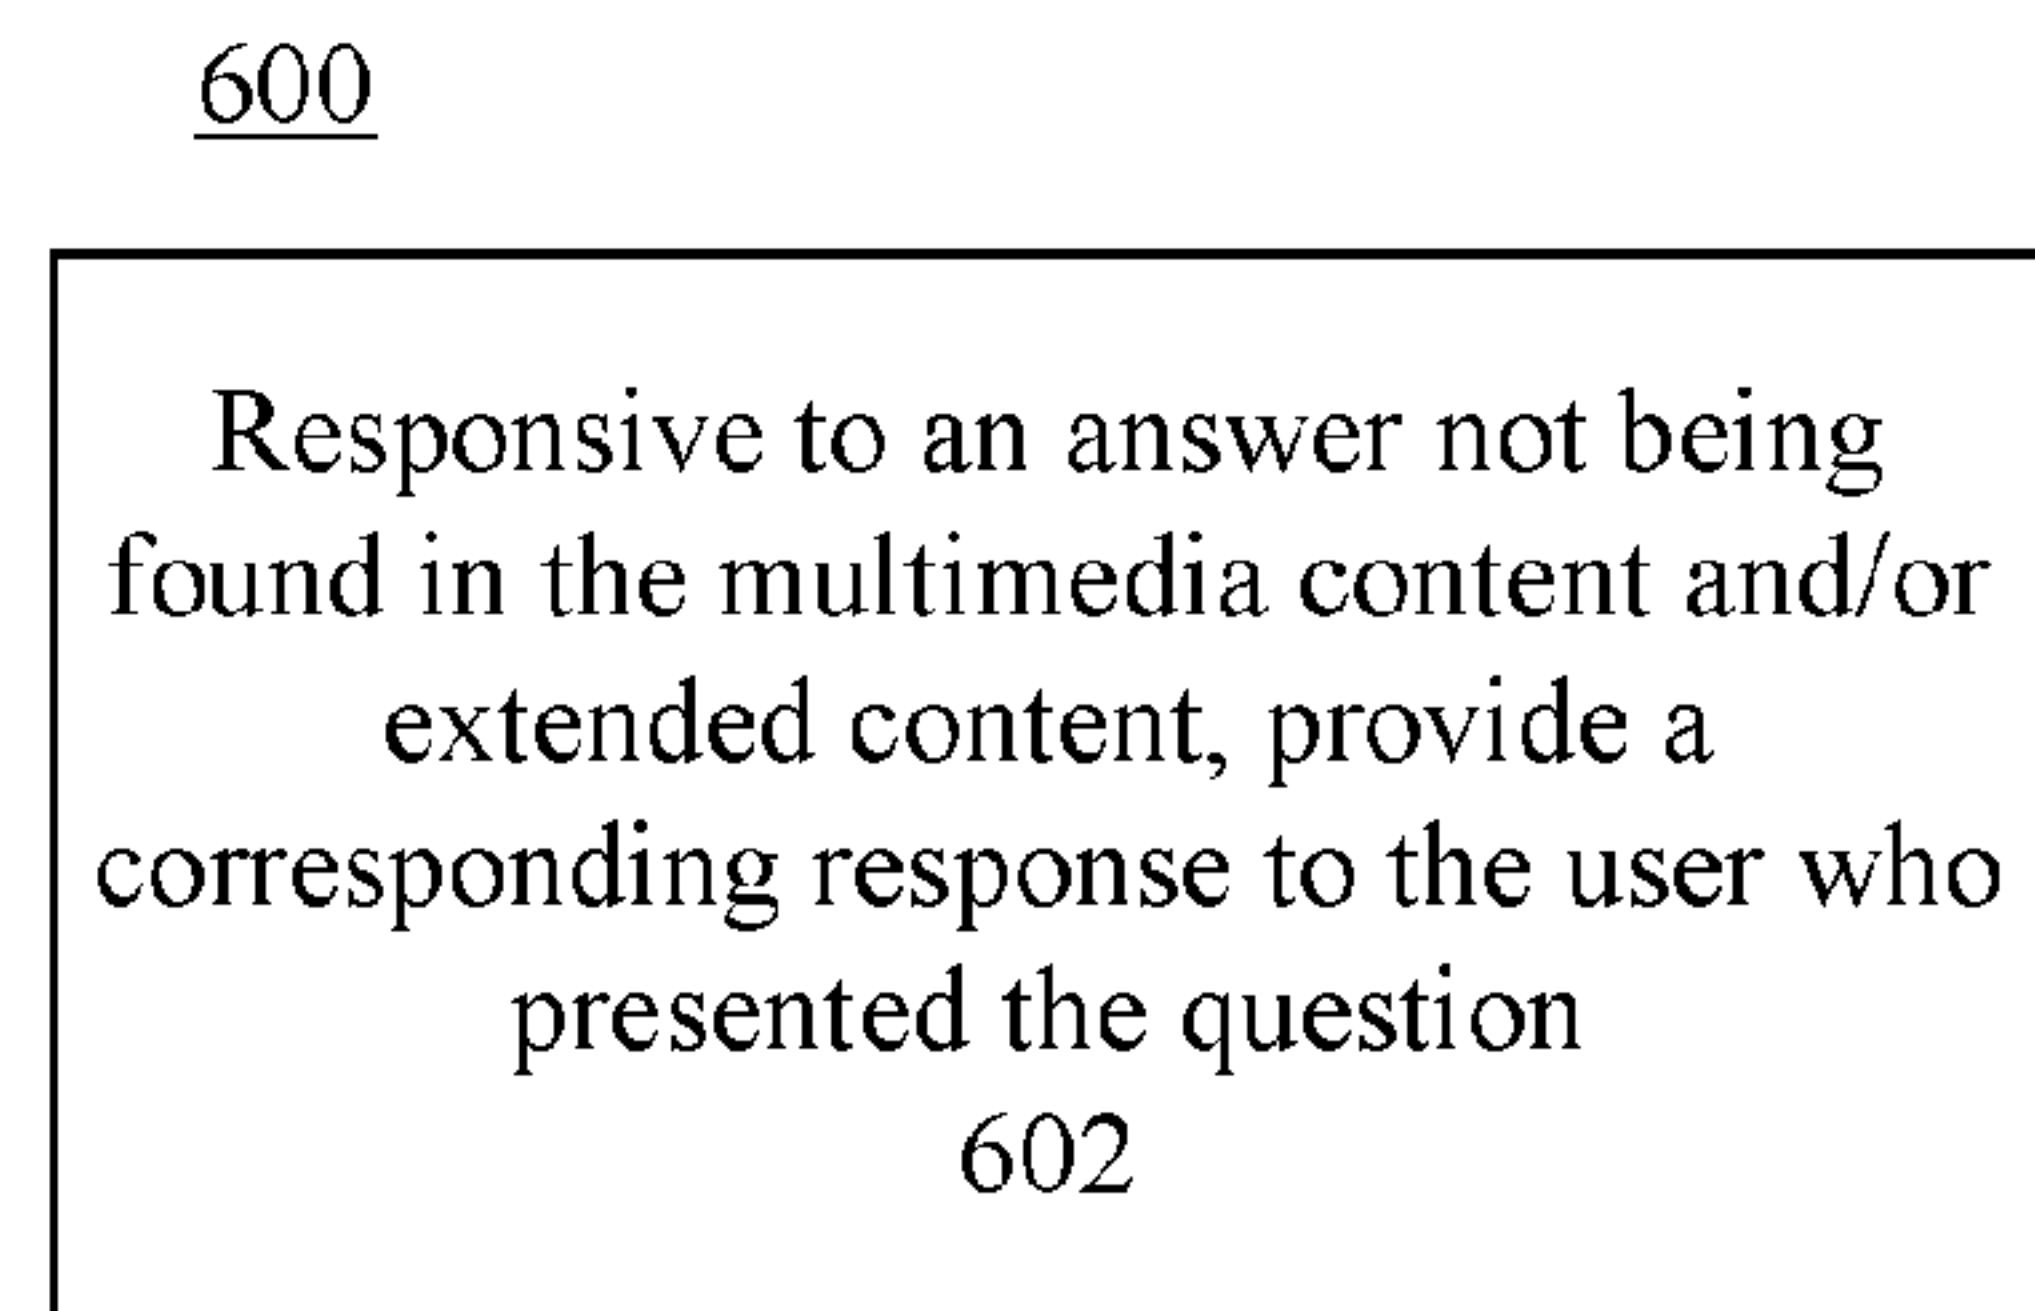 600
Responsive to an answer not being
found in the multimedia content and/or
extended content, provide a
corresponding response to the user who
presented the question
602